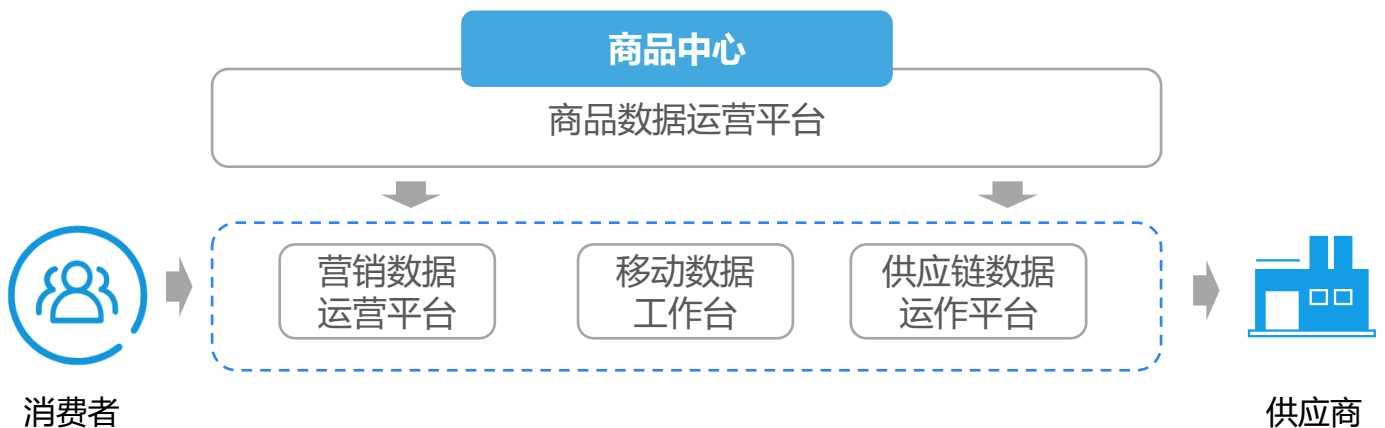 商品中心
商品数据运营平台
营销数据
运营平台
移动数据
工作台
供应链数据
运作平台
消费者
供应商